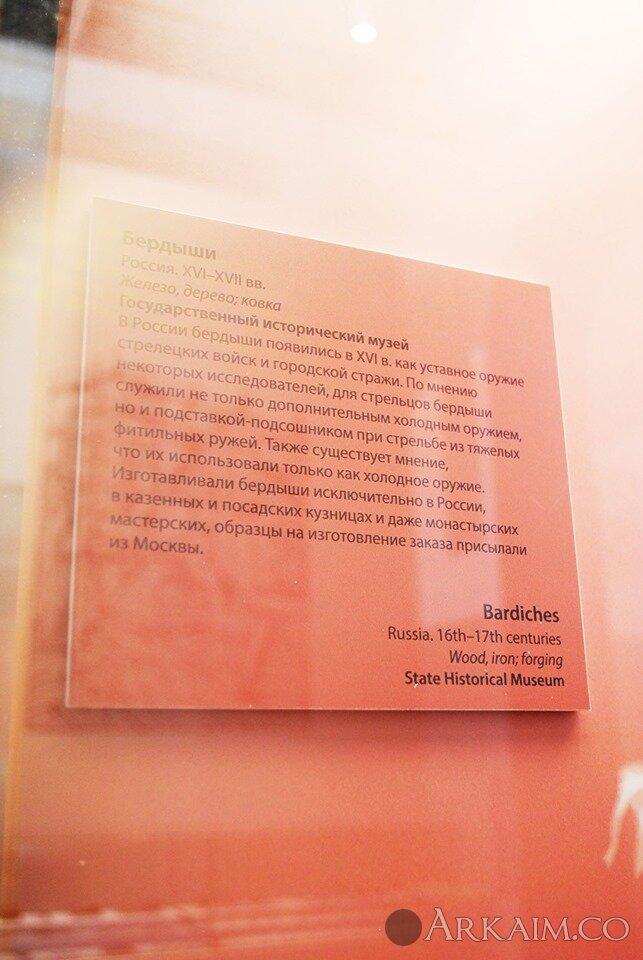 Бердыши
Россия. XVI–XVII вв.
Железо, дерево; ковка
Государственный исторический музей
В России бердыши появились в XVI в. как уставное оружие
стрелецких войск и городской стражи. По мнению
некоторых исследователей, для стрельцов бердыши
служили не только дополнительным холодным оружием,
но и подставкой-подсошником при стрельбе из тяжелых
фитильных ружей. Также существует мнение,
что их использовали только как холодное оружие.
Изготавливали бердыши исключительно в России,
в казенных и посадских кузницах и даже монастырских
мастерских, образцы на изготовление заказа присылали
из Москвы.
Bardiches
Russia. 16th–17th centuries
Wood, iron; forging
State Historical Museum
ARKAIM.CO